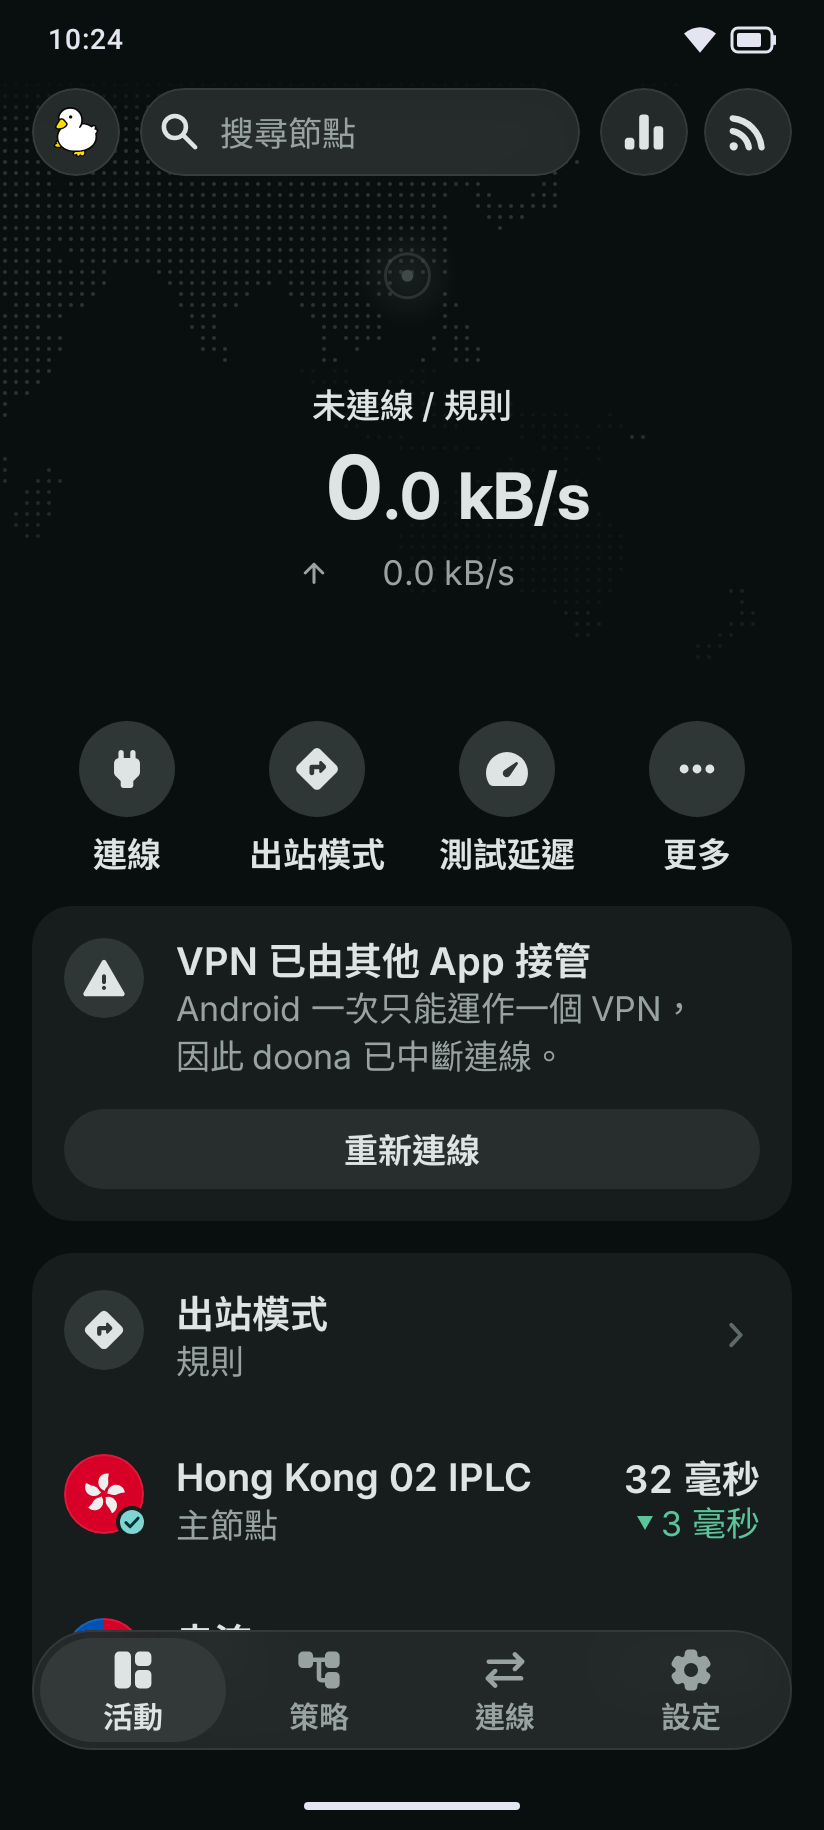 10:24
搜尋節點
未連線 / 規則
0.0 kB/s
↑ 0.0 kB/s
連線
出站模式
測試延遲
更多
VPN 已由其他 App 接管
Android 一次只能運作一個 VPN，
因此 doona 已中斷連線。
重新連線
出站模式
規則
Hong Kong 02 IPLC
32 毫秒
主節點
▼3 毫秒
活動
策略
連線
設定